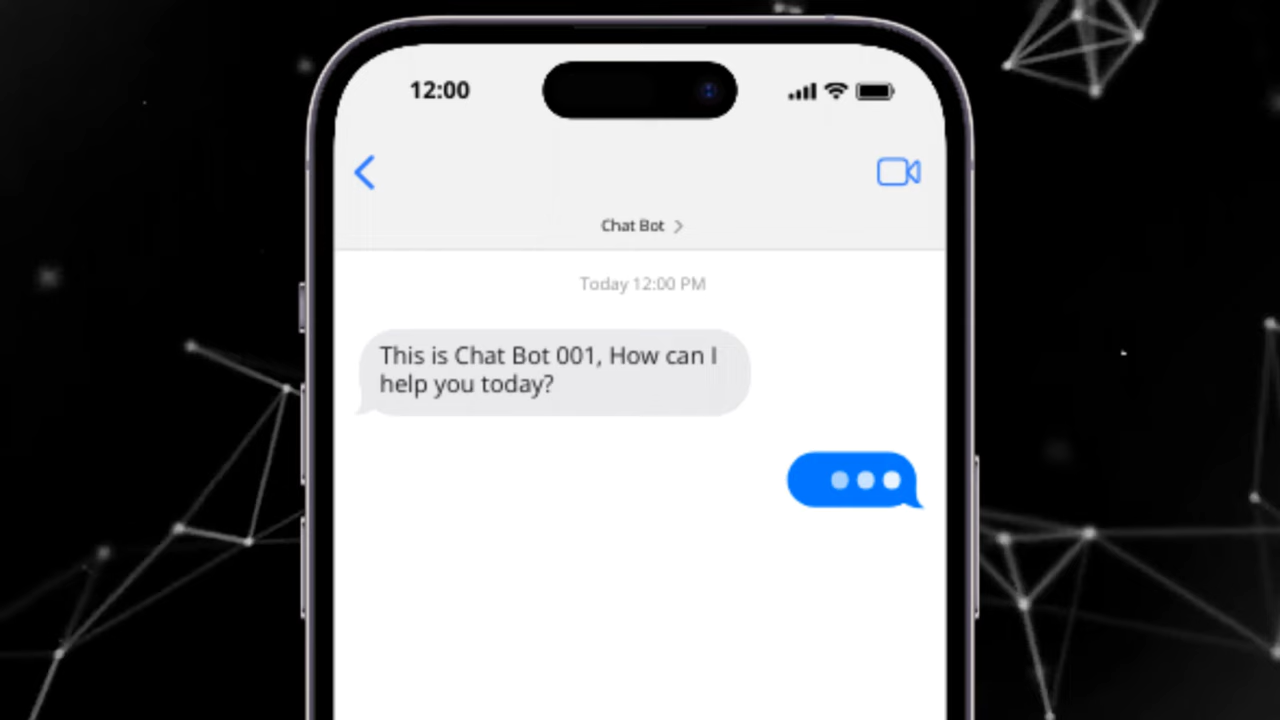 12:00
Chat Bot
Today 12:00 PM
This is Chat Bot 001, How can I
help you today?